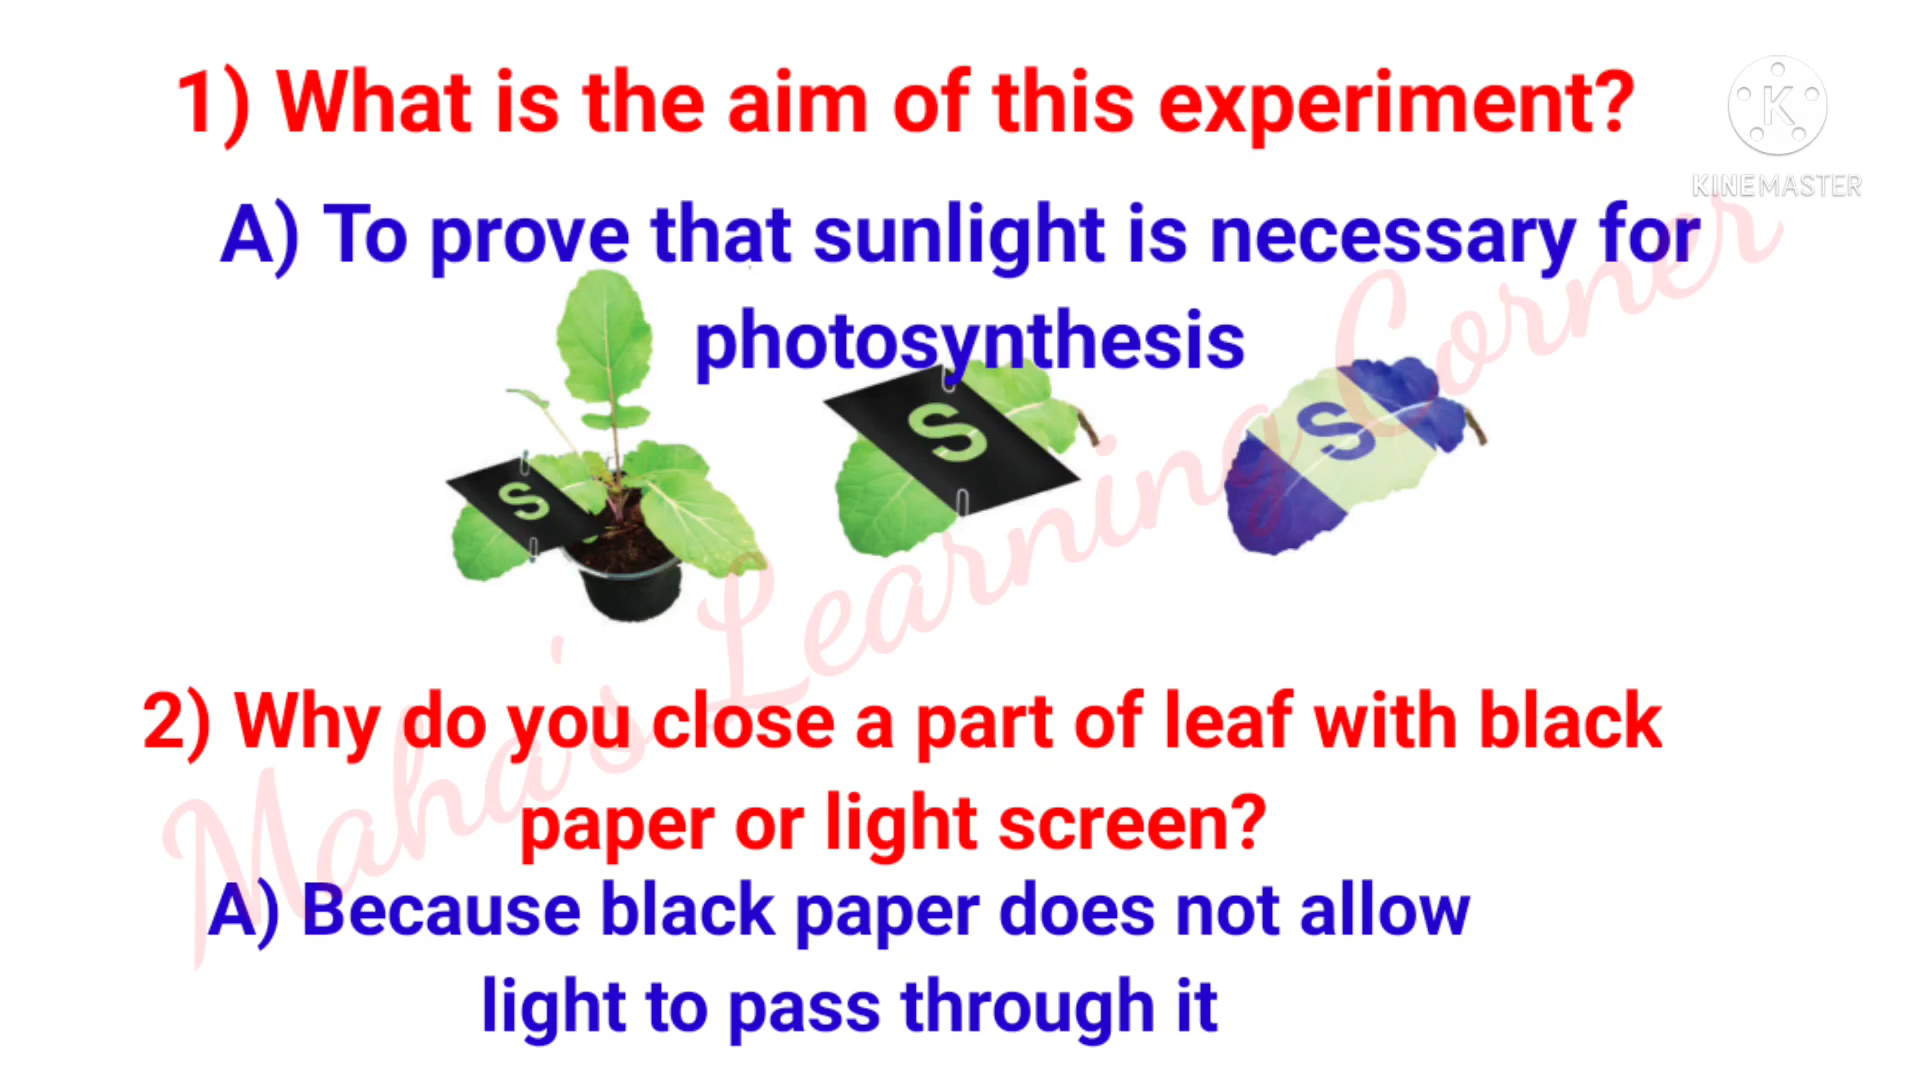 1) What is the aim of this experiment?
K
KINEMASTER
A) To prove that sunlight is necessary for
photosynthesis
S
S
S
Maha's Learning Corner
2) Why do you close a part of leaf with black
paper or light screen?
A) Because black paper does not allow
light to pass through it